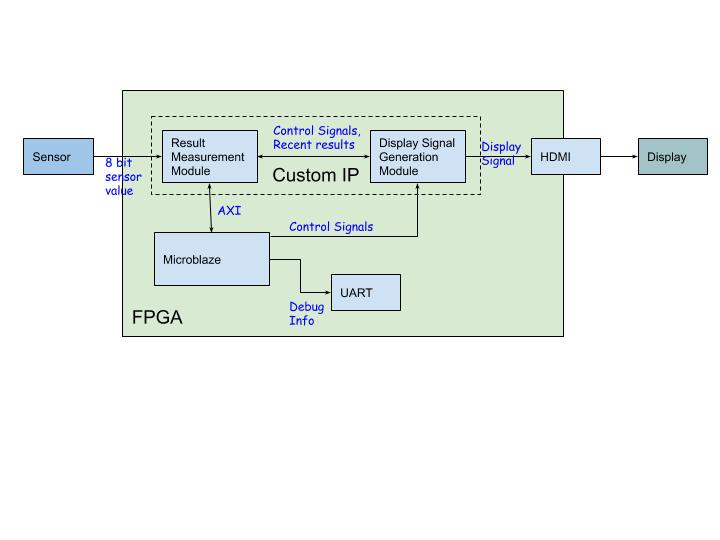 Control Signals,
Recent results
Result
Measurement
Module
Display Signal
Generation
Module
Sensor
8 bit
sensor
value
Custom IP
Display
Signal
HDMI
Display
AXI
Control Signals
Microblaze
UART
Debug
Info
FPGA